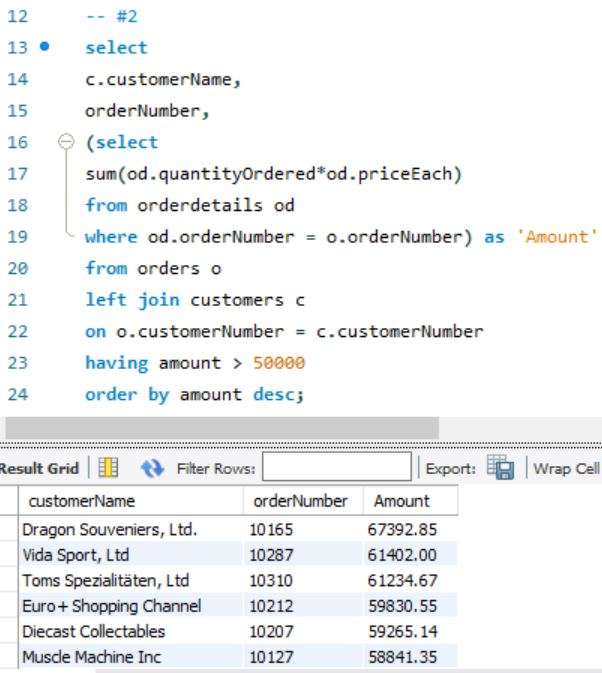 12 -- #2
13 select
14 c.customerName,
15 orderNumber,
16 (select
17 sum(od.quantityOrdered*od.priceEach)
18 from orderdetails od
19 where od.orderNumber = o.orderNumber) as 'Amount'
20 from orders o
21 left join customers c
22 on o.customerNumber = c.customerNumber
23 having amount > 50000
24 order by amount desc;
Result Grid Filter Rows: Export: Wrap Cell
customerName orderNumber Amount
Dragon Souveniers, Ltd. 10165 67392.85
Vida Sport, Ltd 10287 61402.00
Toms Spezialitäten, Ltd 10310 61234.67
Euro+ Shopping Channel 10212 59830.55
Diecast Collectables 10207 59265.14
Muscle Machine Inc 10127 58841.35